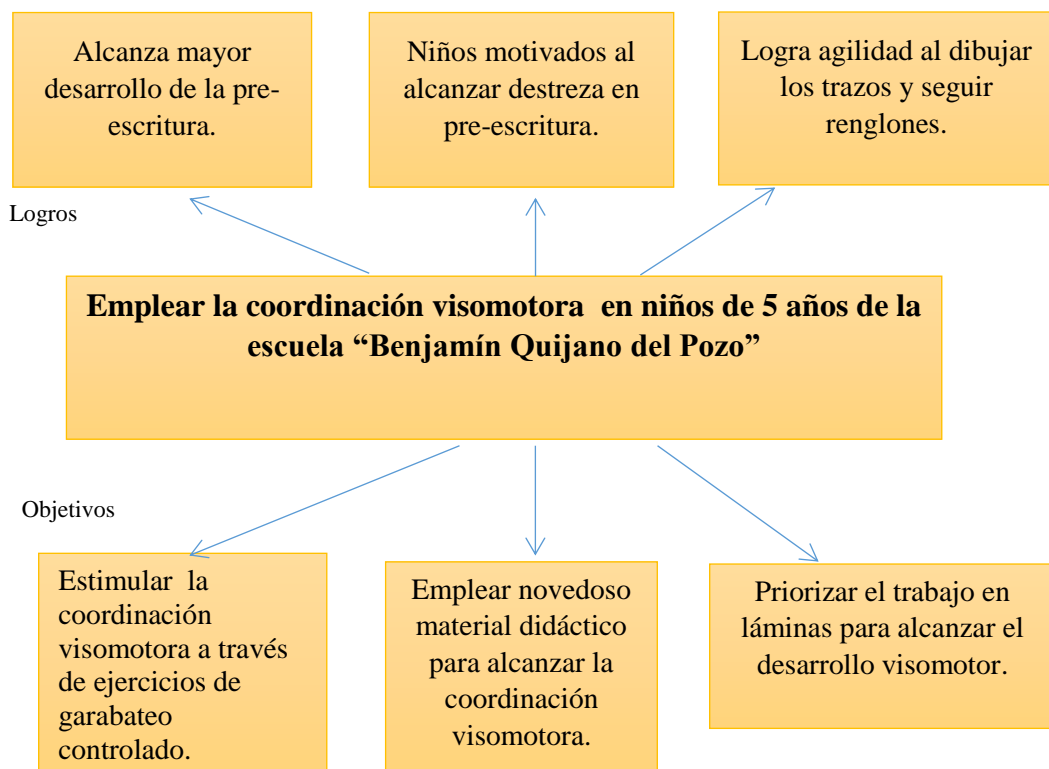 Alcanza mayor
desarrollo de la pre-
escritura.
Niños motivados al
alcanzar destreza en
pre-escritura.
Logra agilidad al dibujar
los trazos y seguir
renglones.
Logros
Emplear la coordinación visomotora  en niños de 5 años de la
escuela “Benjamín Quijano del Pozo”
Objetivos
Estimular  la
coordinación
visomotora a través
de ejercicios de
garabateo
controlado.
Emplear novedoso
material didáctico
para alcanzar la
coordinación
visomotora.
Priorizar el trabajo en
láminas para alcanzar el
desarrollo visomotor.